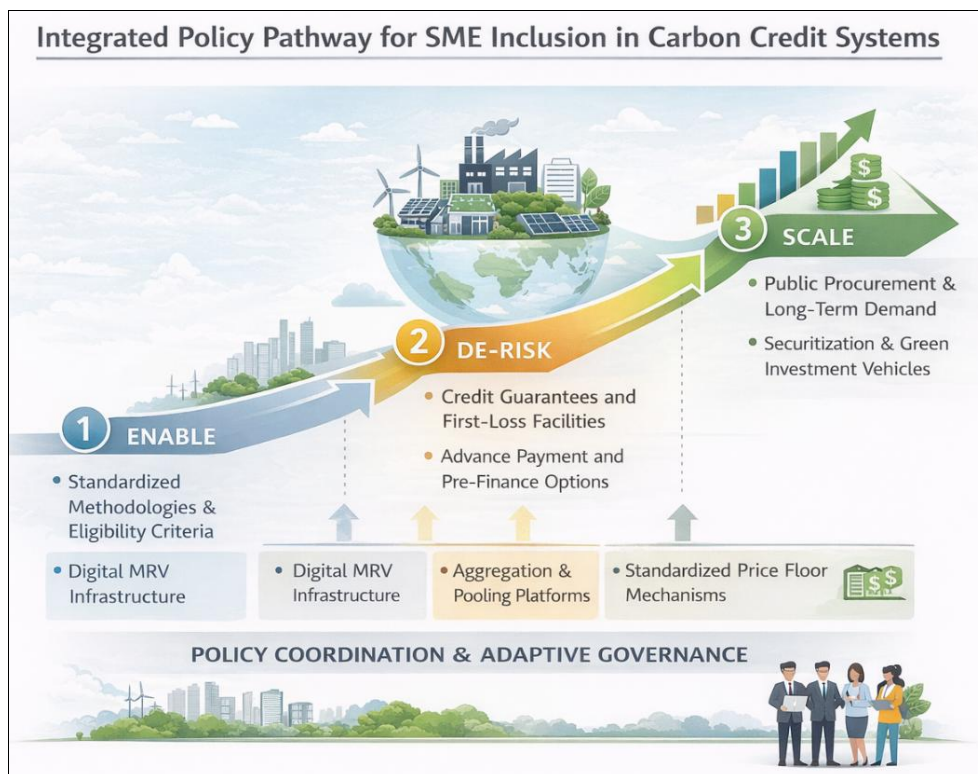 Integrated Policy Pathway for SME Inclusion in Carbon Credit Systems
3 SCALE
• Public Procurement &
Long-Term Demand
• Securitization & Green
Investment Vehicles
2 DE-RISK
• Credit Guarantees and
First-Loss Facilities
• Advance Payment and
Pre-Finance Options
1 ENABLE
• Standardized
Methodologies &
Eligibility Criteria
• Digital MRV
Infrastructure
• Digital MRV
Infrastructure
• Aggregation &
Pooling Platforms
• Standardized Price Floor
Mechanisms
$
$
$ $
POLICY COORDINATION & ADAPTIVE GOVERNANCE